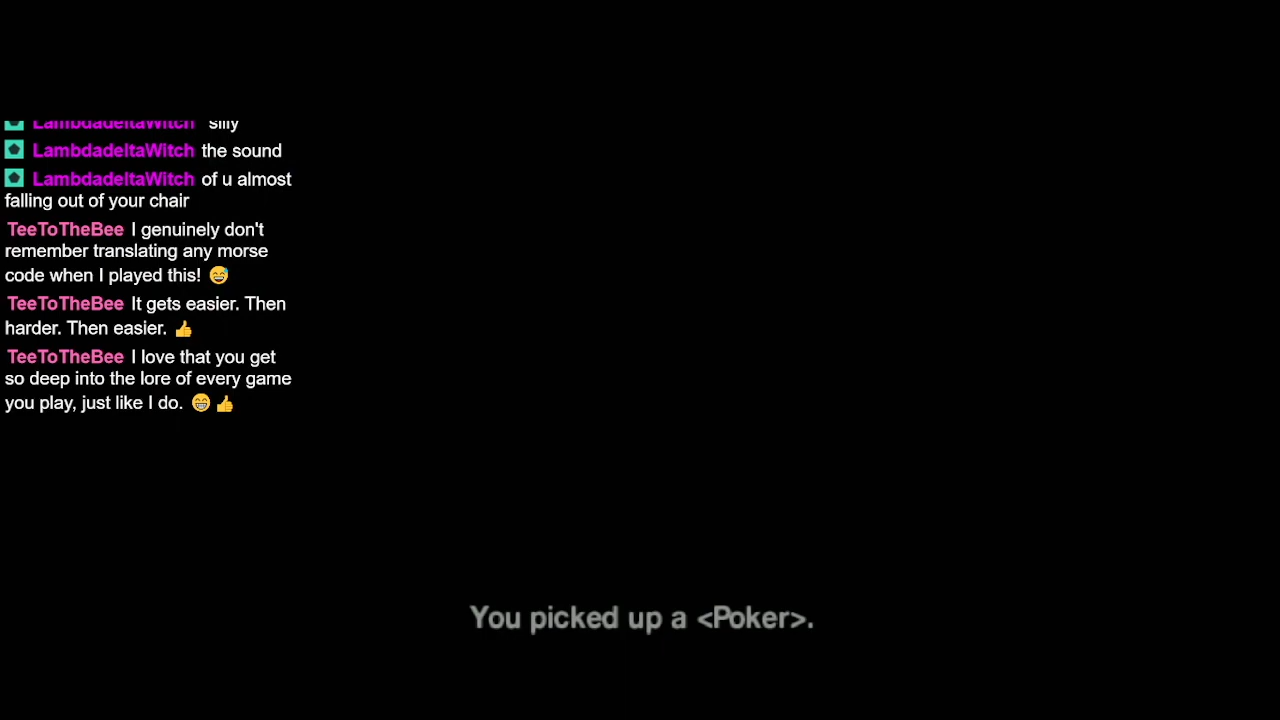 LambdadeltaWitch silly
LambdadeltaWitch the sound
LambdadeltaWitch of u almost
falling out of your chair
TeeToTheBee I genuinely don't
remember translating any morse
code when I played this! 😅
TeeToTheBee It gets easier. Then
harder. Then easier. 👍
TeeToTheBee I love that you get
so deep into the lore of every game
you play, just like I do. 😁👍
You picked up a <Poker>.